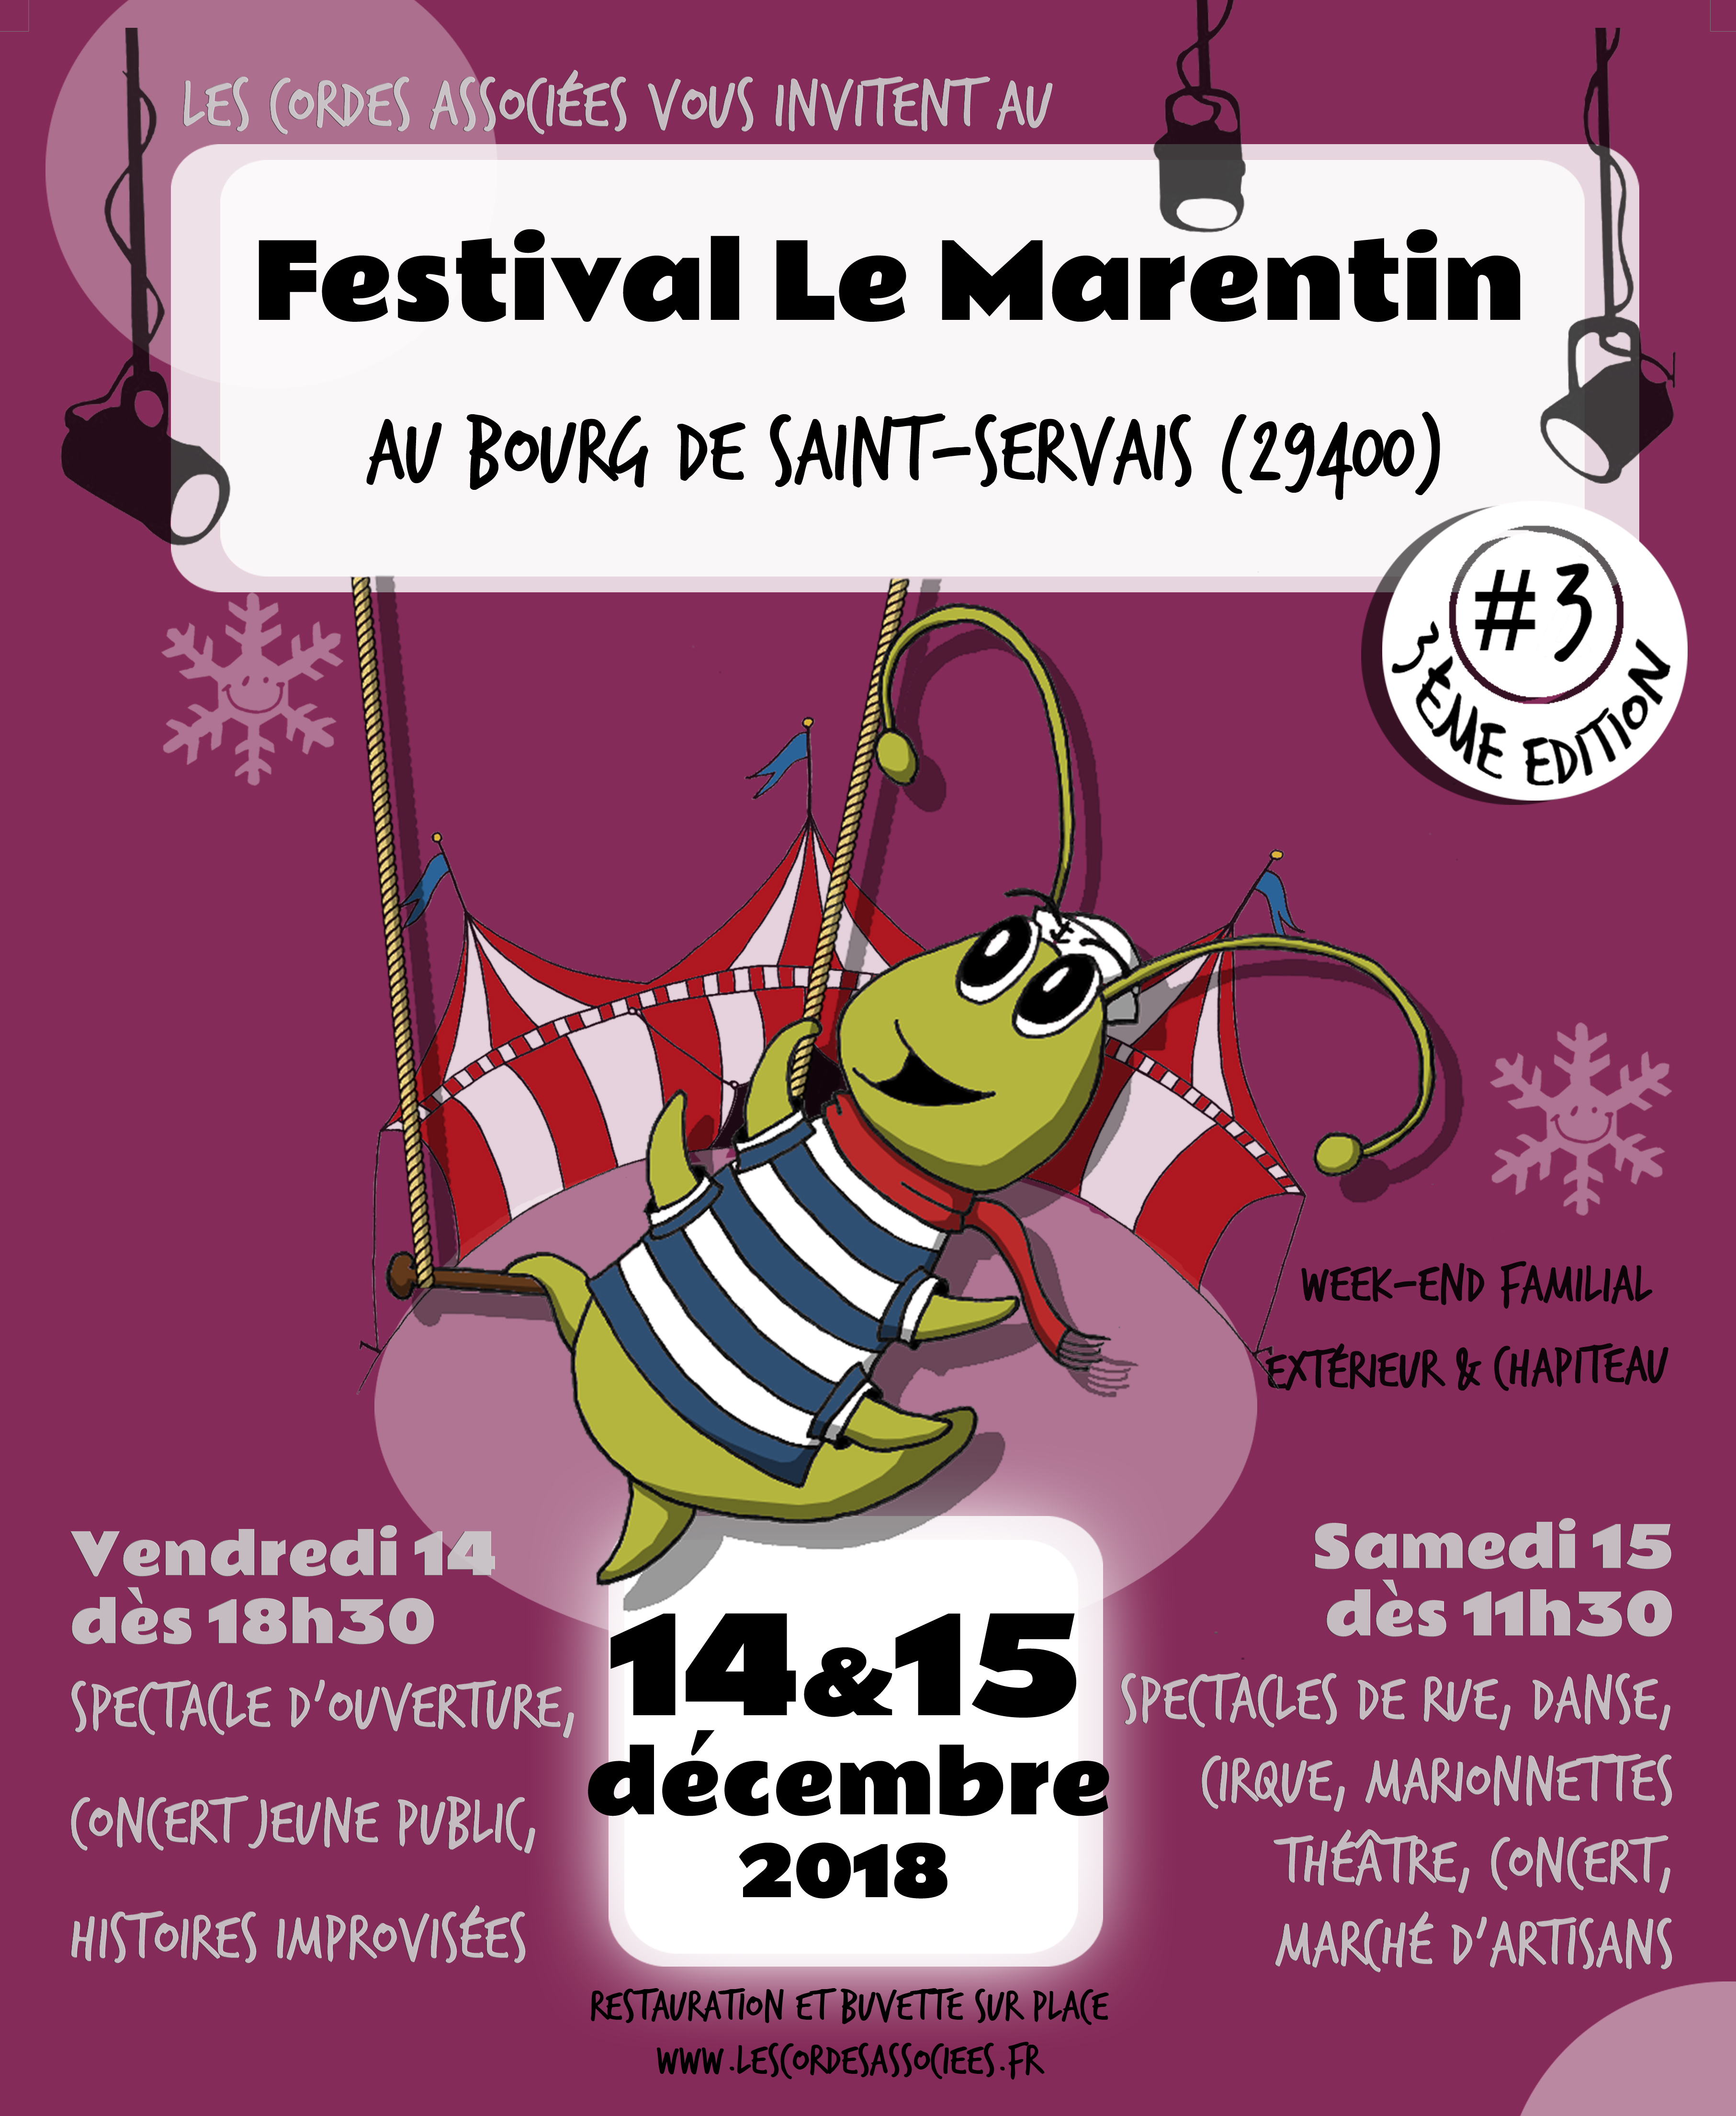 LES CORDES ASSOCIÉES VOUS INVITENT AU
Festival Le Marentin
AU BOURG DE SAINT-SERVAIS (29400)
#3
3ÈME EDITION
WEEK-END FAMILIAL
EXTÉRIEUR & CHAPITEAU
Vendredi 14
dès 18h30
SPECTACLE D'OUVERTURE,
CONCERT JEUNE PUBLIC,
HISTOIRES IMPROVISÉES
14&15
décembre
2018
Samedi 15
dès 11h30
SPECTACLES DE RUE, DANSE,
CIRQUE, MARIONNETTES
THÉÂTRE, CONCERT,
MARCHÉ D'ARTISANS
RESTAURATION ET BUVETTE SUR PLACE
WWW.LESCORDESASSOCIEES.FR